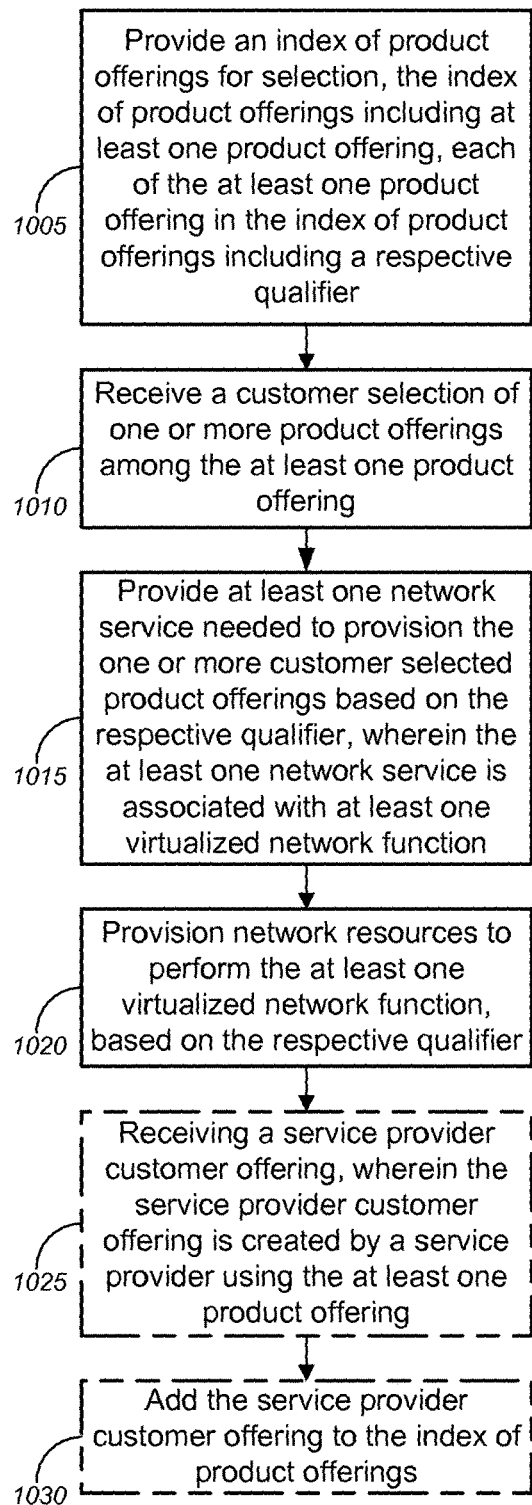 Provide an index of product
offerings for selection, the index
of product offerings including at
least one product offering, each
of the at least one product
offering in the index of product
offerings including a respective
qualifier
1005
Receive a customer selection of
one or more product offerings
among the at least one product
offering
1010
Provide at least one network
service needed to provision the
one or more customer selected
product offerings based on the
respective qualifier, wherein the
at least one network service is
associated with at least one
virtualized network function
1015
Provision network resources to
perform the at least one
virtualized network function,
based on the respective qualifier
1020
Receiving a service provider
customer offering, wherein the
service provider customer
offering is created by a service
provider using the at least one
product offering
1025
Add the service provider
customer offering to the index of
product offerings
1030